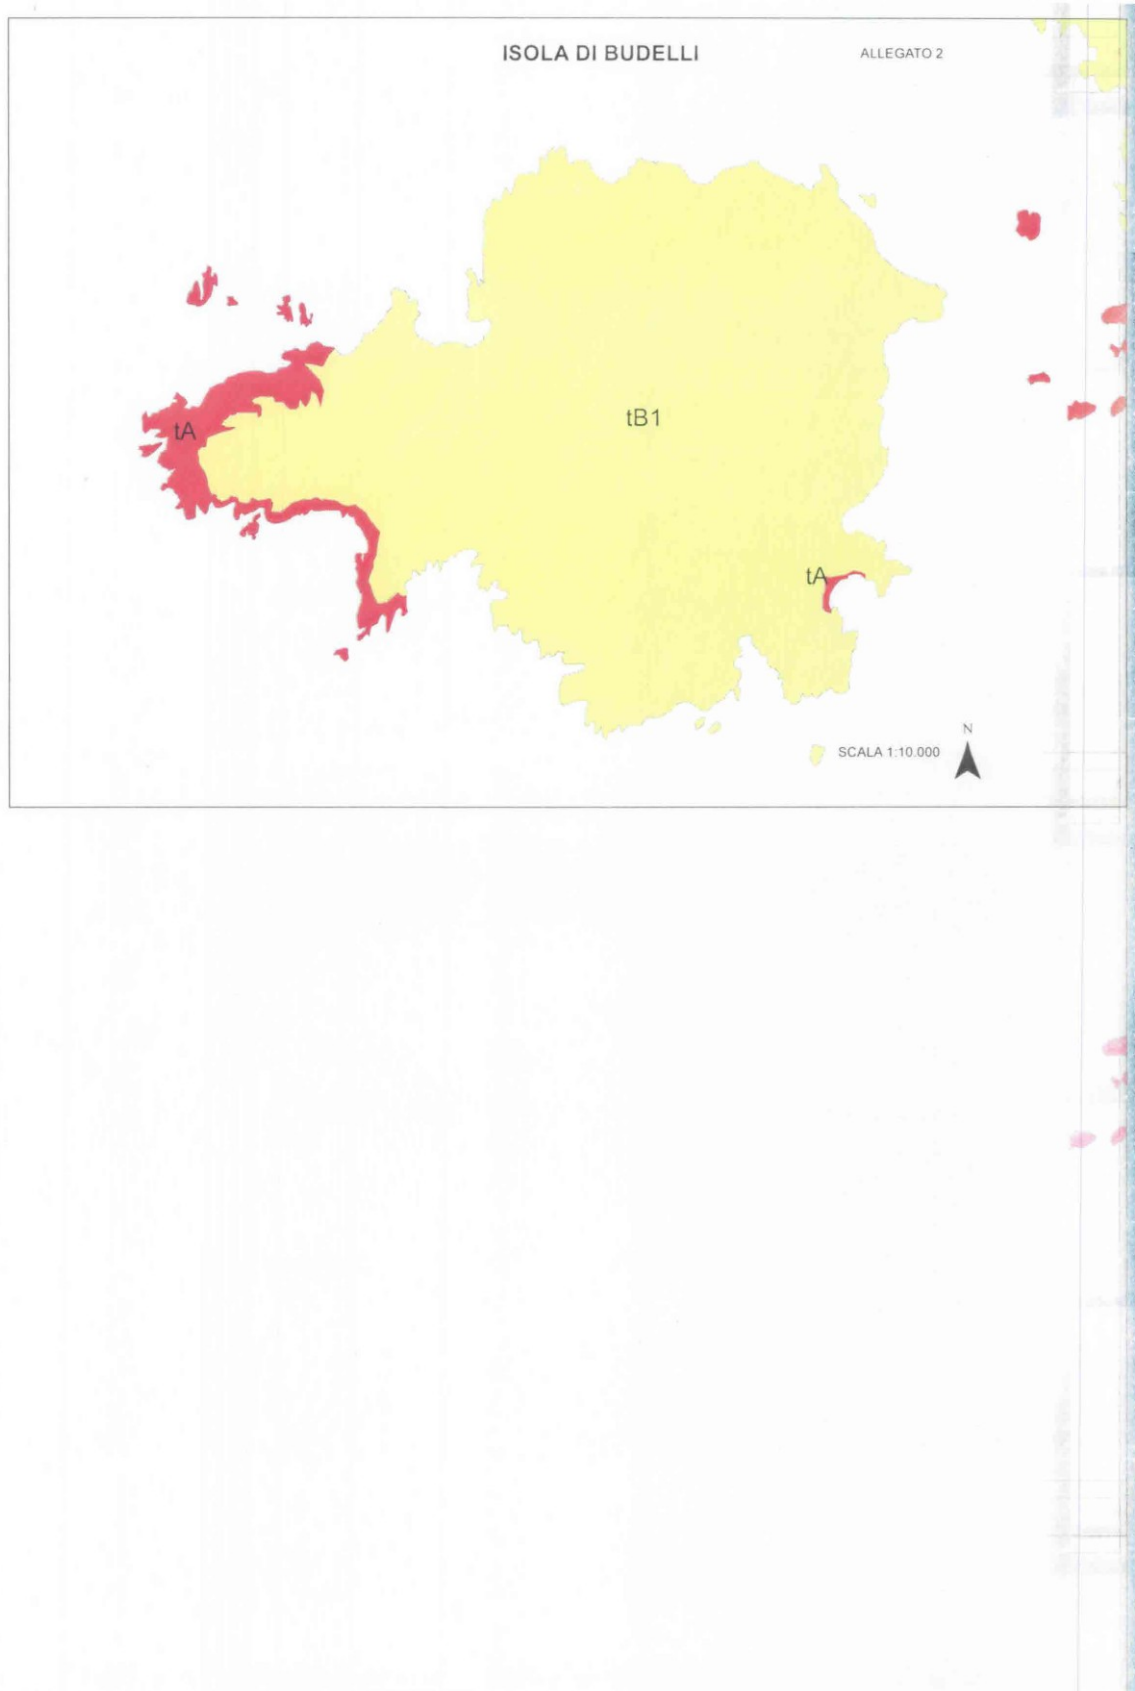 ISOLA DI BUDELLI
ALLEGATO 2
tA
tB1
tA
SCALA 1:10.000
N